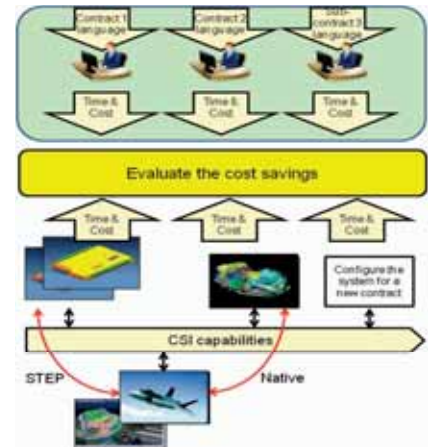 Contract 1
language
Contract 2
language
Sub-
contract 3
language
Time &
Cost
Time &
Cost
Time &
Cost
Evaluate the cost savings
Time &
Cost
Time &
Cost
Time &
Cost
Configure the
system for a
new contract
CSI capabilities
STEP
Native